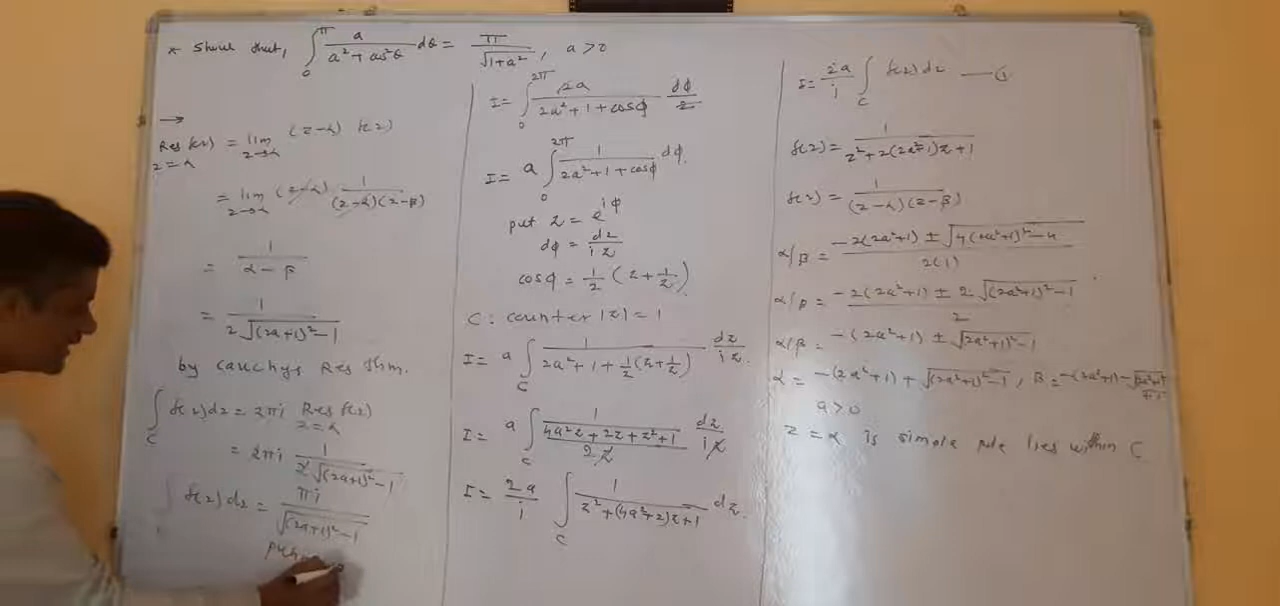 * Show that, ∫₀^π a/(a²+cos²θ) dθ = π/√(1+a²), a>0
→
Res f(z) = lim (z-α) f(z)
z=α z→α
= lim (z-α) 1/((z-α)(z-β))
z→α
= 1/(α-β)
= 1/(2√((2a+1)²-1))
by cauchys Res thm.
∫_C f(z)dz = 2πi Res f(z)
z=α
= 2πi 1/(2√((2a+1)²-1))
∫ f(z)dz = πi/√((2a+1)²-1)
I = ∫₀^2π 2a/(2a²+1+cosϕ) dϕ/2
I = a ∫₀^2π 1/(2a²+1+cosϕ) dϕ
put z = e^iϕ
dϕ = dz/iz
cosϕ = 1/2 (z+1/z)
C: counter |z|=1
I = a ∫_C 1/(2a²+1+1/2(z+1/z)) dz/iz
I = a ∫_C 1/((4a²z+2z+z²+1)/2z) dz/iz
I = 2a/i ∫_C 1/(z²+(4a²+2)z+1) dz
I = 2a/i ∫_C f(z)dz —①
f(z) = 1/(z²+2(2a²+1)z+1)
f(z) = 1/((z-α)(z-β))
α/β = (-2(2a²+1) ± √(4(2a²+1)²-4))/2(1)
α/β = (-2(2a²+1) ± 2√((2a²+1)²-1))/2
α/β = -(2a²+1) ± √((2a²+1)²-1)
α = -(2a²+1) + √((2a²+1)²-1), β = -(2a²+1) - √((2a²+1)²-1)
a>0
z=α is simple pole lies within C